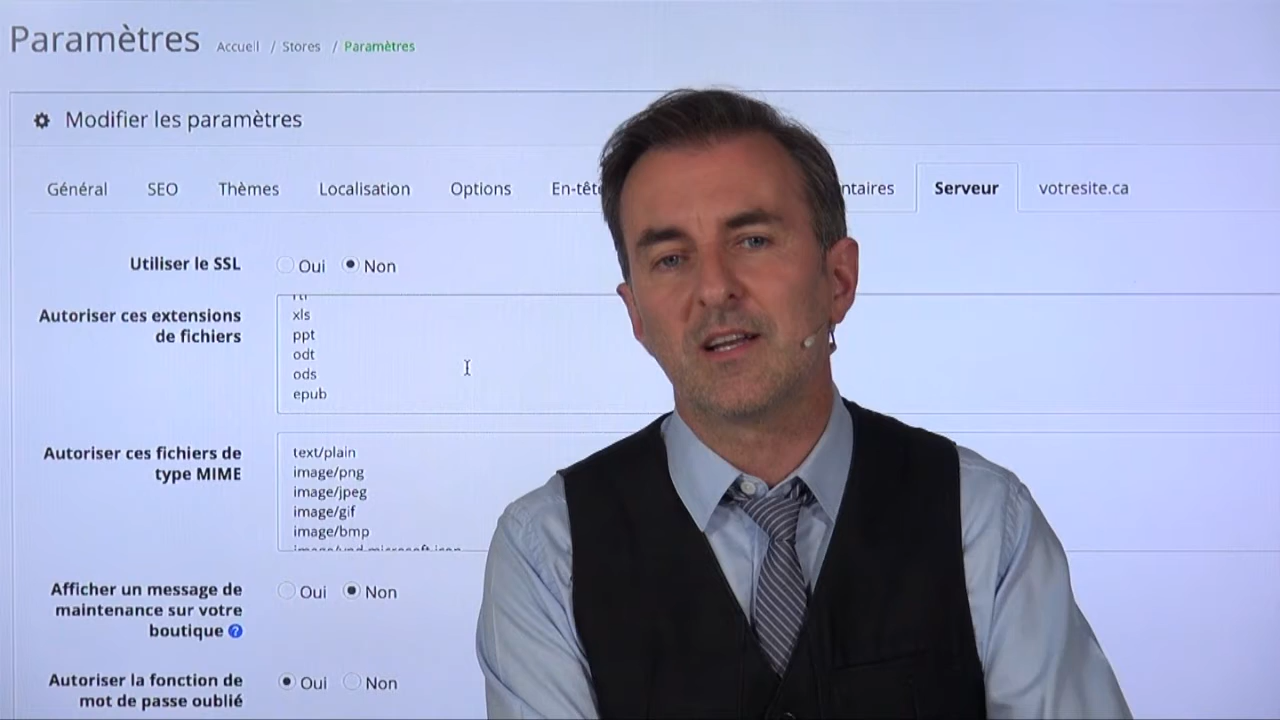 Paramètres Accueil / Stores / Paramètres
Modifier les paramètres
Général SEO Thèmes Localisation Options Serveur votresite.ca
Utiliser le SSL Oui Non
Autoriser ces extensions
de fichiers
xls
ppt
odt
ods
epub
Autoriser ces fichiers de
type MIME
text/plain
image/png
image/jpeg
image/gif
image/bmp
Afficher un message de
maintenance sur votre
boutique ?
Oui Non
Autoriser la fonction de
mot de passe oublié
Oui Non